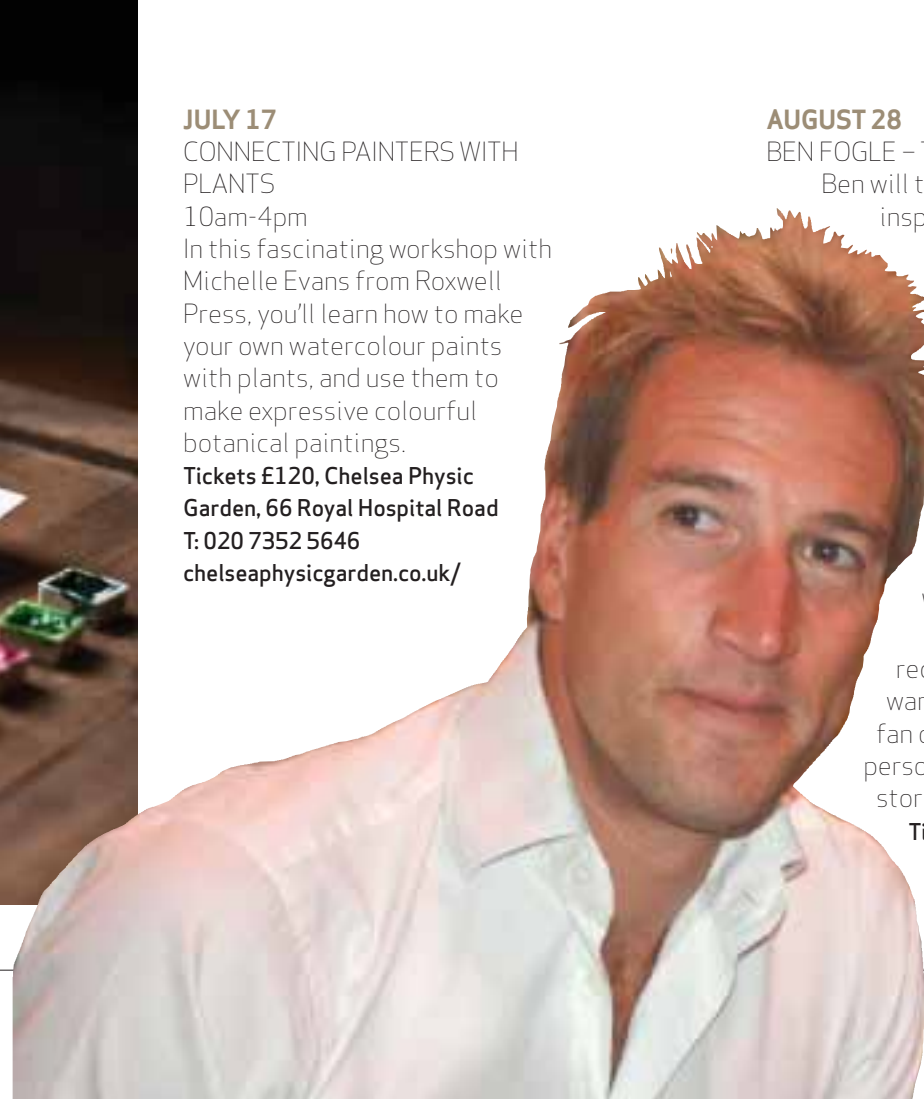 JULY 17
CONNECTING PAINTERS WITH
PLANTS
10am-4pm
In this fascinating workshop with
Michelle Evans from Roxwell
Press, you'll learn how to make
your own watercolour paints
with plants, and use them to
make expressive colourful
botanical paintings.
Tickets £120, Chelsea Physic
Garden, 66 Royal Hospital Road
T: 020 7352 5646
chelseaphysicgarden.co.uk/
AUGUST 28
BEN FOGLE –
Ben will
fan